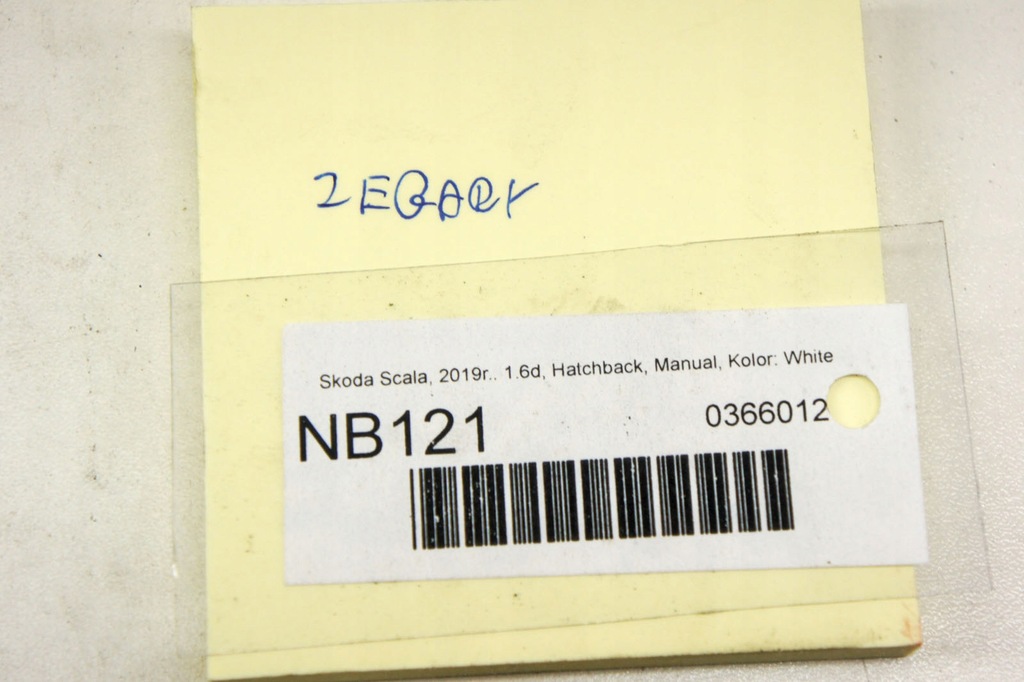 ZEGARY
Skoda Scala, 2019r.. 1.6d, Hatchback, Manual, Kolor: White
NB121
0366012